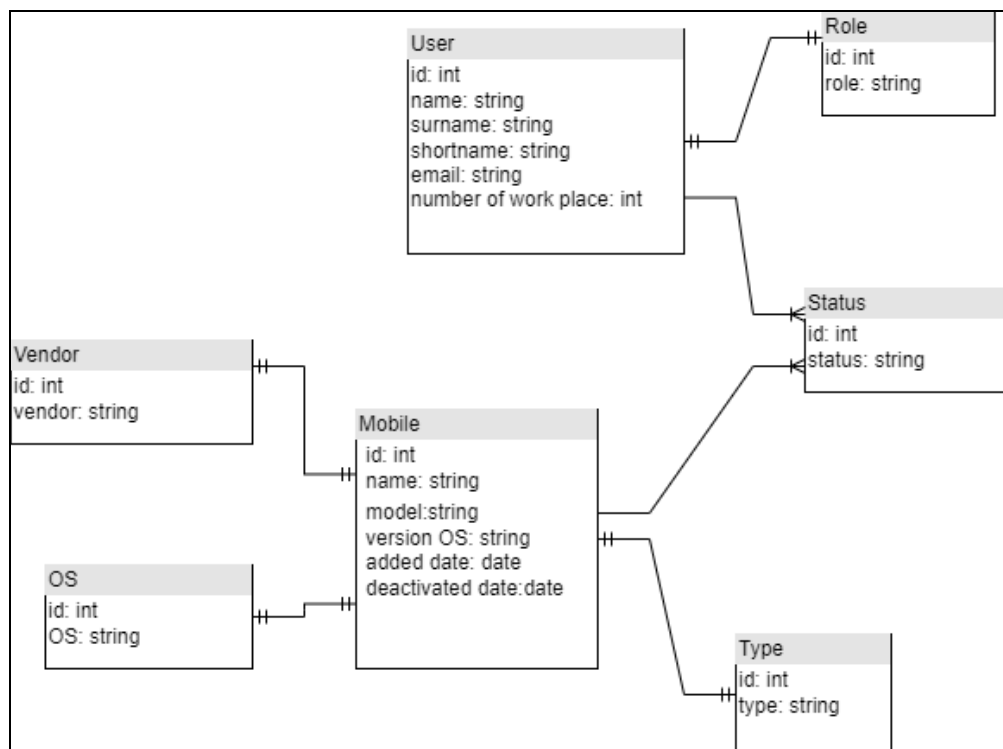 User
id: int
name: string
surname: string
shortname: string
email: string
number of work place: int
Role
id: int
role: string
Status
id: int
status: string
Vendor
id: int
vendor: string
Mobile
id: int
name: string
model:string
version OS: string
added date: date
deactivated date:date
OS
id: int
OS: string
Type
id: int
type: string